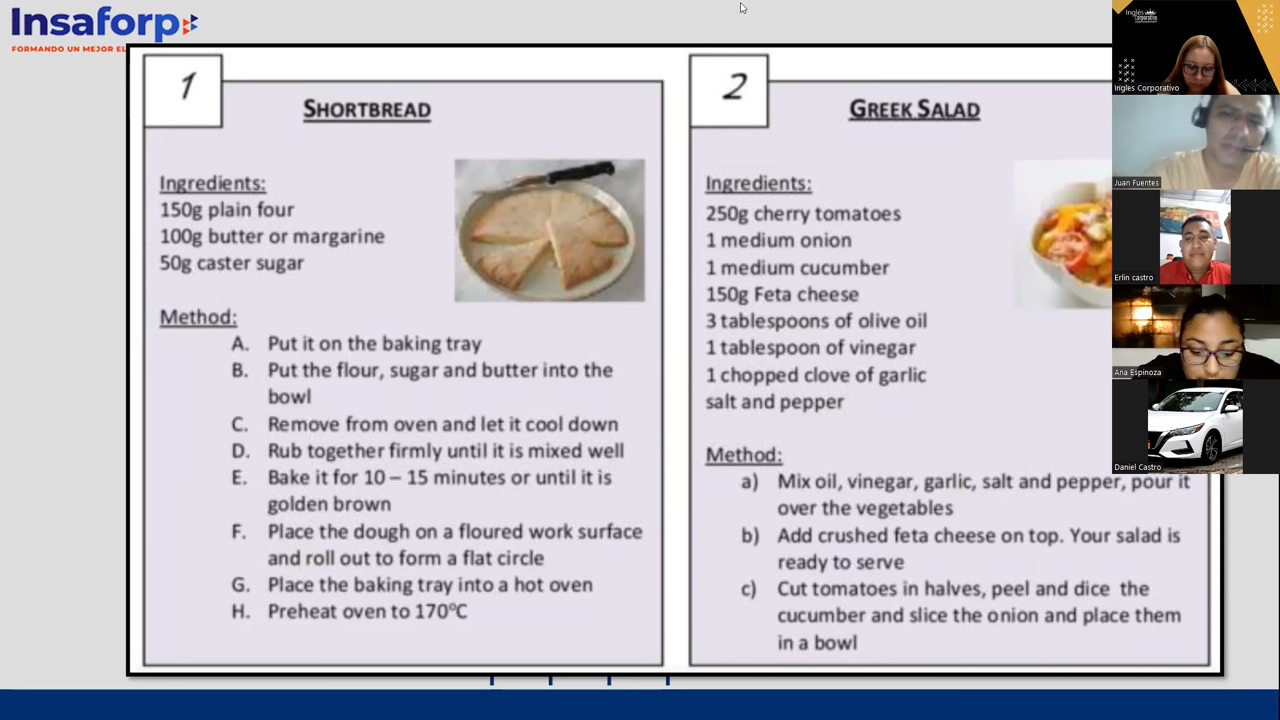 Insaforp
FORMANDO UN MEJOR EL
1
SHORTBREAD
Ingredients:
150g plain four
100g butter or margarine
50g caster sugar
Method:
A. Put it on the baking tray
B. Put the flour, sugar and butter into the
bowl
C. Remove from oven and let it cool down
D. Rub together firmly until it is mixed well
E. Bake it for 10 – 15 minutes or until it is
golden brown
F. Place the dough on a floured work surface
and roll out to form a flat circle
G. Place the baking tray into a hot oven
H. Preheat oven to 170°C
2
GREEK SALAD
Ingredients:
250g cherry tomatoes
1 medium onion
1 medium cucumber
150g Feta cheese
3 tablespoons of olive oil
1 tablespoon of vinegar
1 chopped clove of garlic
salt and pepper
Method:
a) Mix oil, vinegar, garlic, salt and pepper, pour it
over the vegetables
b) Add crushed feta cheese on top. Your salad is
ready to serve
c) Cut tomatoes in halves, peel and dice the
cucumber and slice the onion and place them
in a bowl
Inglés
Corporativo
Ingles Corporativo
Juan Fuentes
Erlin castro
Ana Espinoza
Daniel Castro